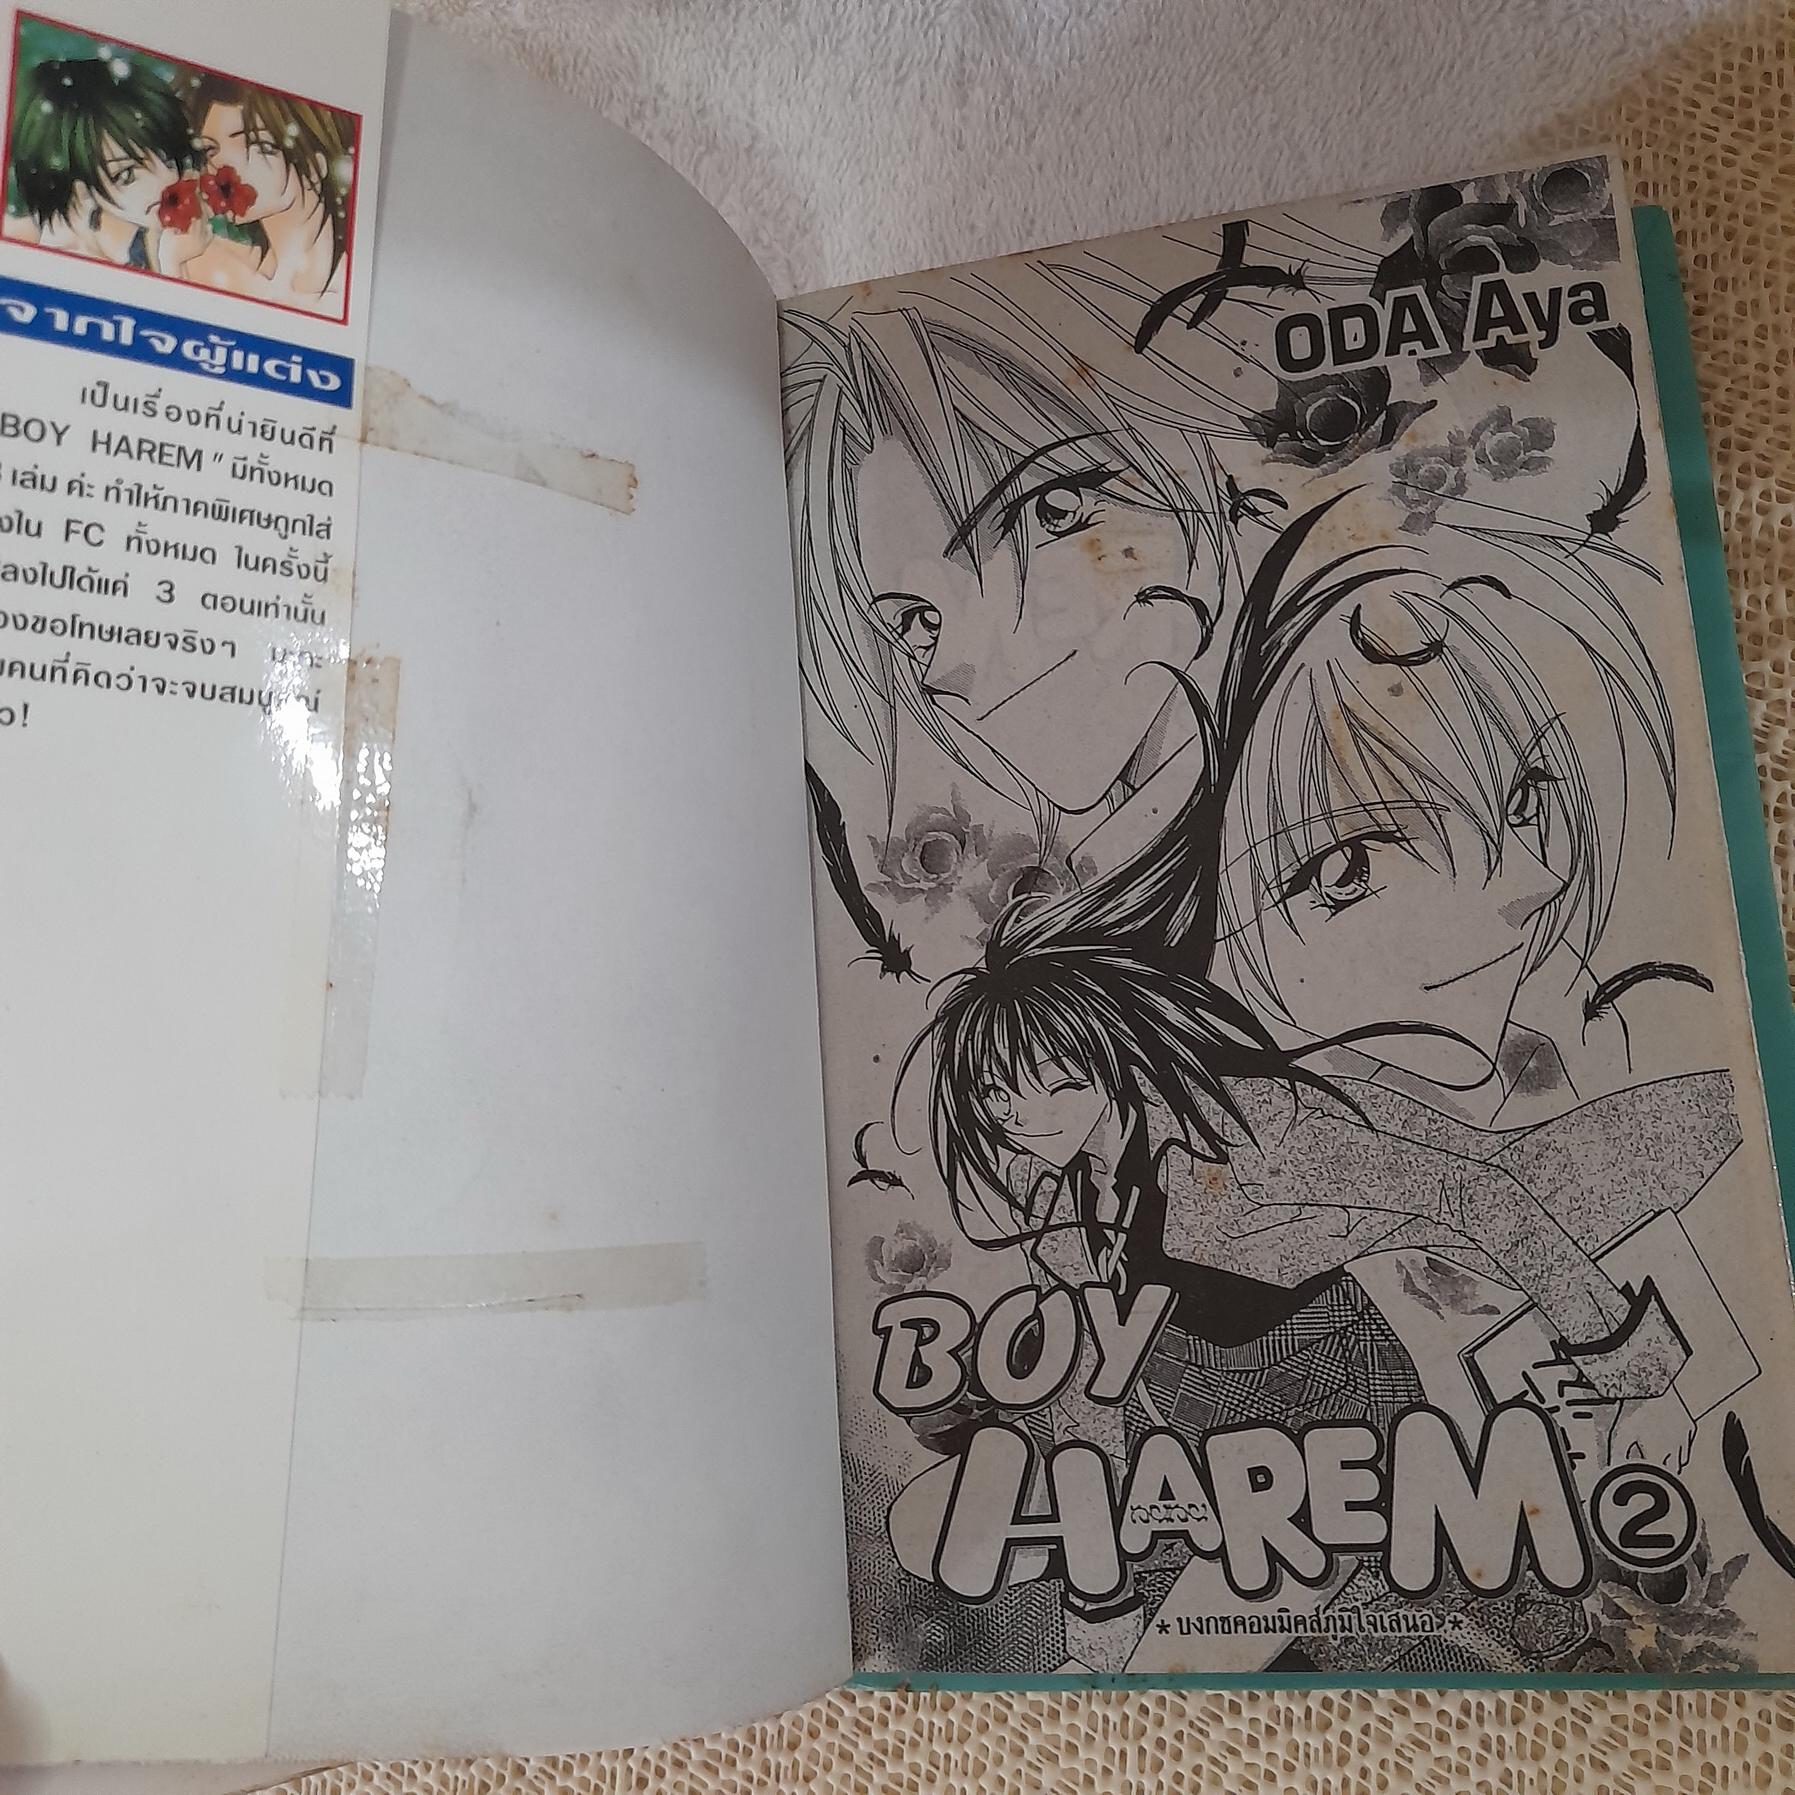 จากใจผู้แต่ง
เป็นเรื่องที่น่ายินดีที่
BOY HAREM " มีทั้งหมด
เล่ม ค่ะ ทำให้ภาคพิเศษถูกใส่
ใน FC ทั้งหมด ในครั้งนี้
ลงไปได้แค่ 3 ตอนเท่านั้น
ขอโทษเลยจริงๆ
คนที่คิดว่าจะจบสมบูรณ์
!
ODA Aya
BOY
HAREM 2
* บงกชคอมมิคส์ภูมิใจเสนอ *